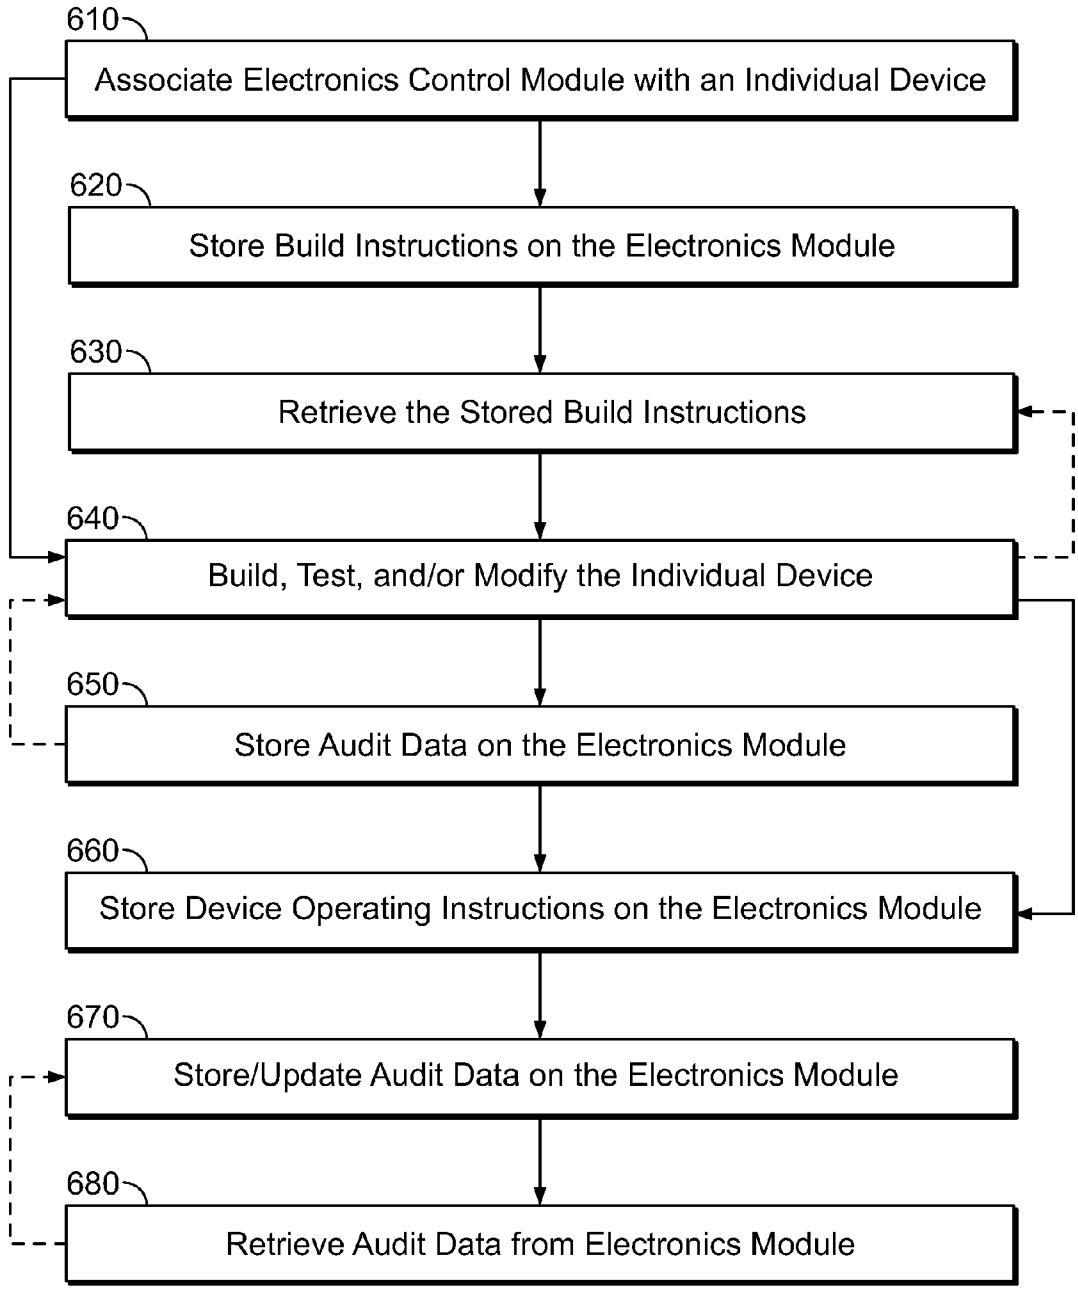 610
Associate Electronics Control Module with an Individual Device
620
Store Build Instructions on the Electronics Module
630
Retrieve the Stored Build Instructions
640
Build, Test, and/or Modify the Individual Device
650
Store Audit Data on the Electronics Module
660
Store Device Operating Instructions on the Electronics Module
670
Store/Update Audit Data on the Electronics Module
680
Retrieve Audit Data from Electronics Module